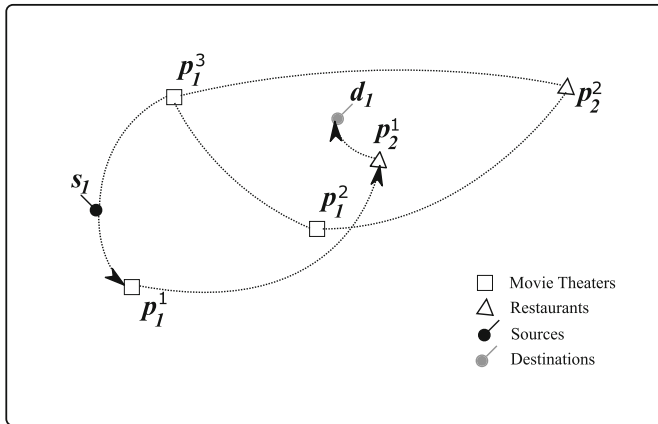 p₁³
d₁
p₂²
p₂¹
s₁
p₁²
p₁¹
Movie Theaters
Restaurants
Sources
Destinations